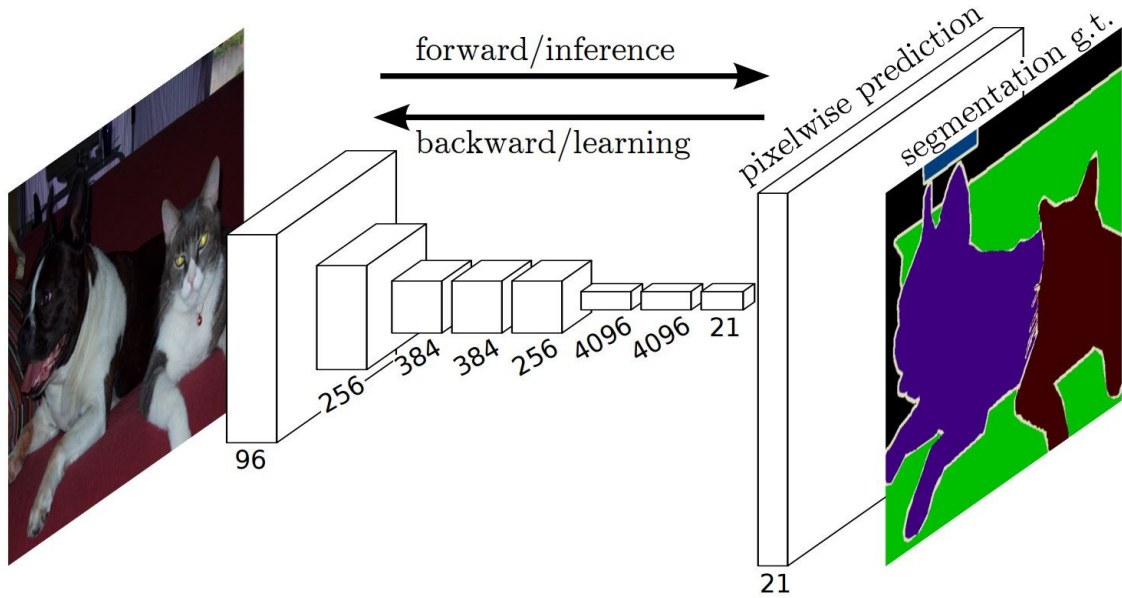 forward/inference
backward/learning
pixelwise prediction
segmentation g.t.
96
256
384
384
256
4096
4096
21
21